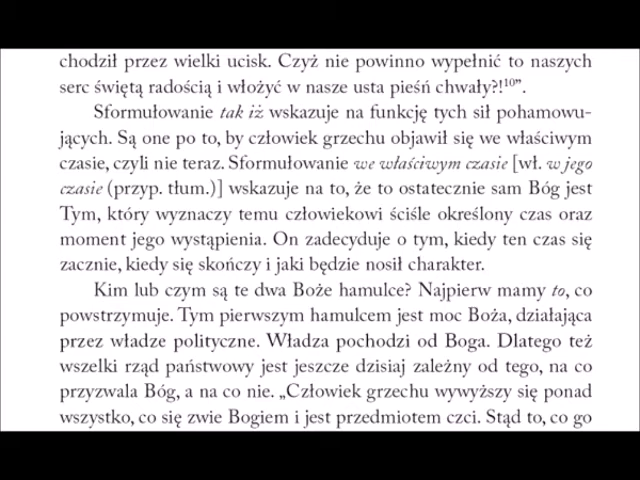 chodził przez wielki ucisk. Czyż nie powinno wypełnić to naszych
serc świętą radością i włożyć w nasze usta pieśń chwały?!¹⁰”.
Sformułowanie tak iż wskazuje na funkcję tych sił pohamowu-
jących. Są one po to, by człowiek grzechu objawił się we właściwym
czasie, czyli nie teraz. Sformułowanie we właściwym czasie [wł. w jego
czasie (przyp. tłum.)] wskazuje na to, że to ostatecznie sam Bóg jest
Tym, który wyznaczy temu człowiekowi ściśle określony czas oraz
moment jego wystąpienia. On zadecyduje o tym, kiedy ten czas się
zacznie, kiedy się skończy i jaki będzie nosił charakter.
Kim lub czym są te dwa Boże hamulce? Najpierw mamy to, co
powstrzymuje. Tym pierwszym hamulcem jest moc Boża, działająca
przez władze polityczne. Władza pochodzi od Boga. Dlatego też
wszelki rząd państwowy jest jeszcze dzisiaj zależny od tego, na co
przyzwala Bóg, a na co nie. „Człowiek grzechu wywyższy się ponad
wszystko, co się zwie Bogiem i jest przedmiotem czci. Stąd to, co go